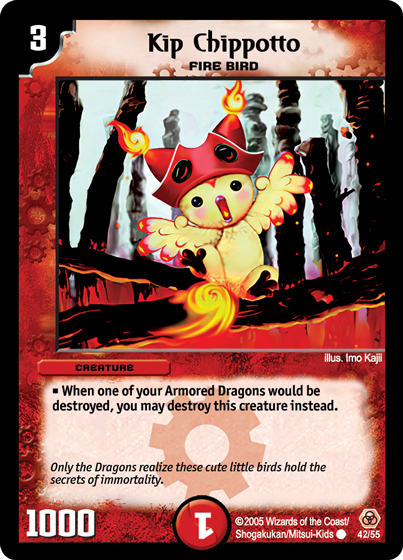 3
Kip Chippotto
FIRE BIRD
illus. Imo Kajii
CREATURE
▪ When one of your Armored Dragons would be
destroyed, you may destroy this creature instead.
Only the Dragons realize these cute little birds hold the
secrets of immortality.
1000
1
©2005 Wizards of the Coast/
Shogakukan/Mitsui-Kids ● 42/55